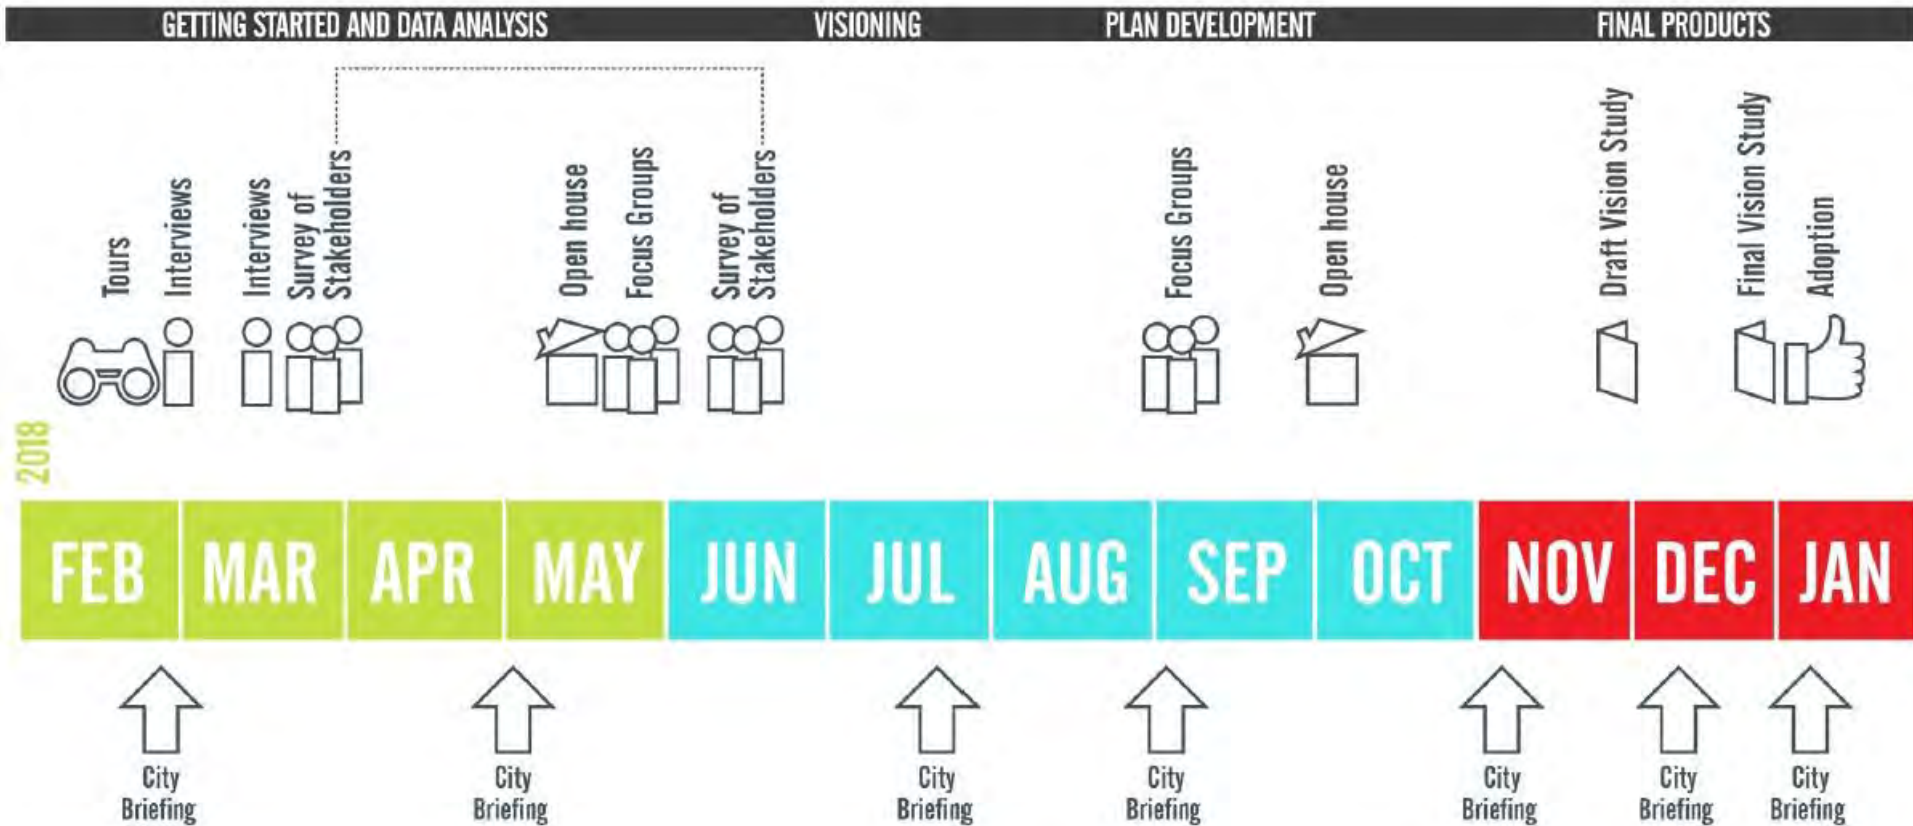 GETTING STARTED AND DATA ANALYSIS
VISIONING
PLAN DEVELOPMENT
FINAL PRODUCTS
Tours
Interviews
Interviews
Survey of
Stakeholders
Open house
Focus Groups
Survey of
Stakeholders
Focus Groups
Open house
Draft Vision Study
Final Vision Study
Adoption
2018
FEB
MAR
APR
MAY
JUN
JUL
AUG
SEP
OCT
NOV
DEC
JAN
City
Briefing
City
Briefing
City
Briefing
City
Briefing
City
Briefing
City
Briefing
City
Briefing